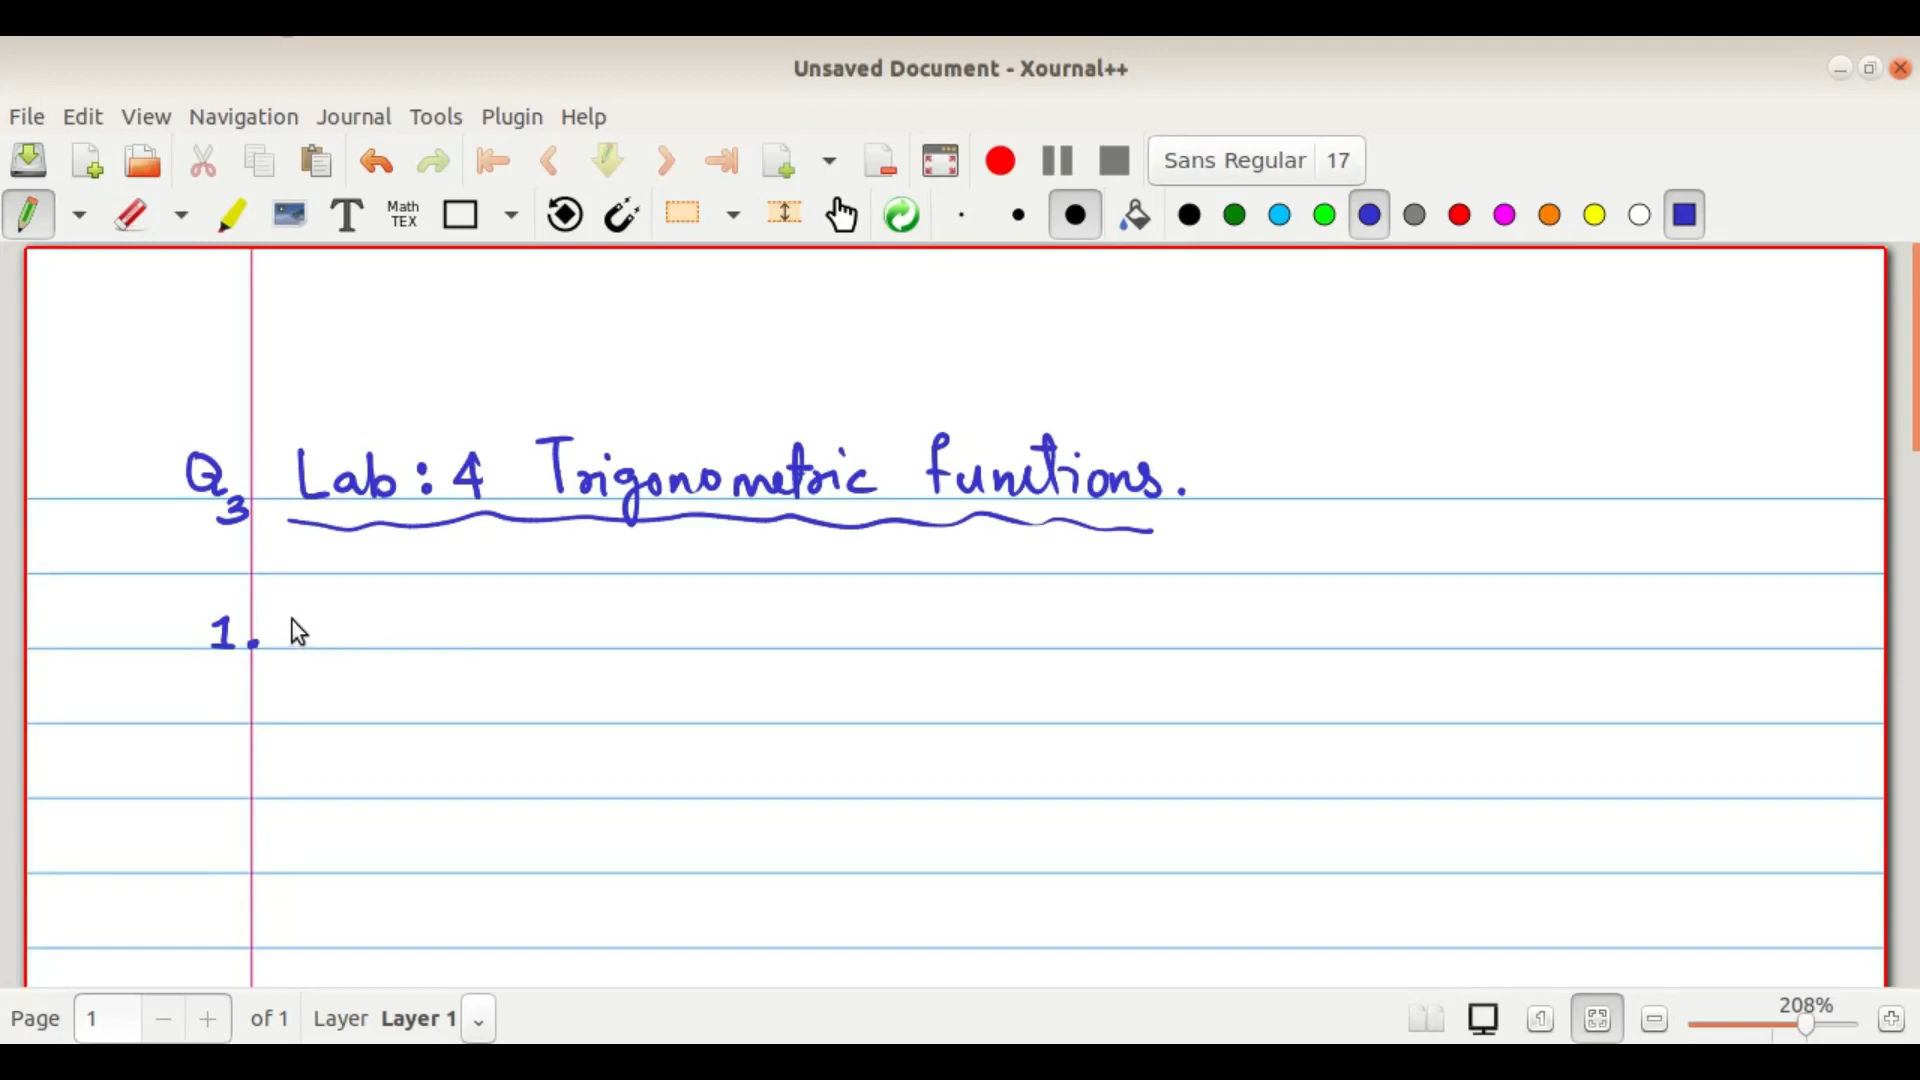 Unsaved Document - Xournal++
File Edit View Navigation Journal Tools Plugin Help
Sans Regular 17
T Math TEX
Q3 Lab: 4 Trigonometric functions.
1.
Page 1 − + of 1 Layer Layer 1 208%